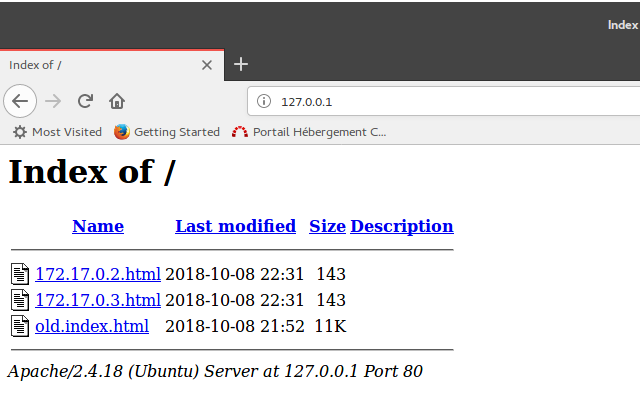 Index
Index of /
127.0.0.1
Most Visited Getting Started Portail Hébergement C...
Index of /
Name Last modified Size Description
172.17.0.2.html 2018-10-08 22:31 143
172.17.0.3.html 2018-10-08 22:31 143
old.index.html 2018-10-08 21:52 11K
Apache/2.4.18 (Ubuntu) Server at 127.0.0.1 Port 80